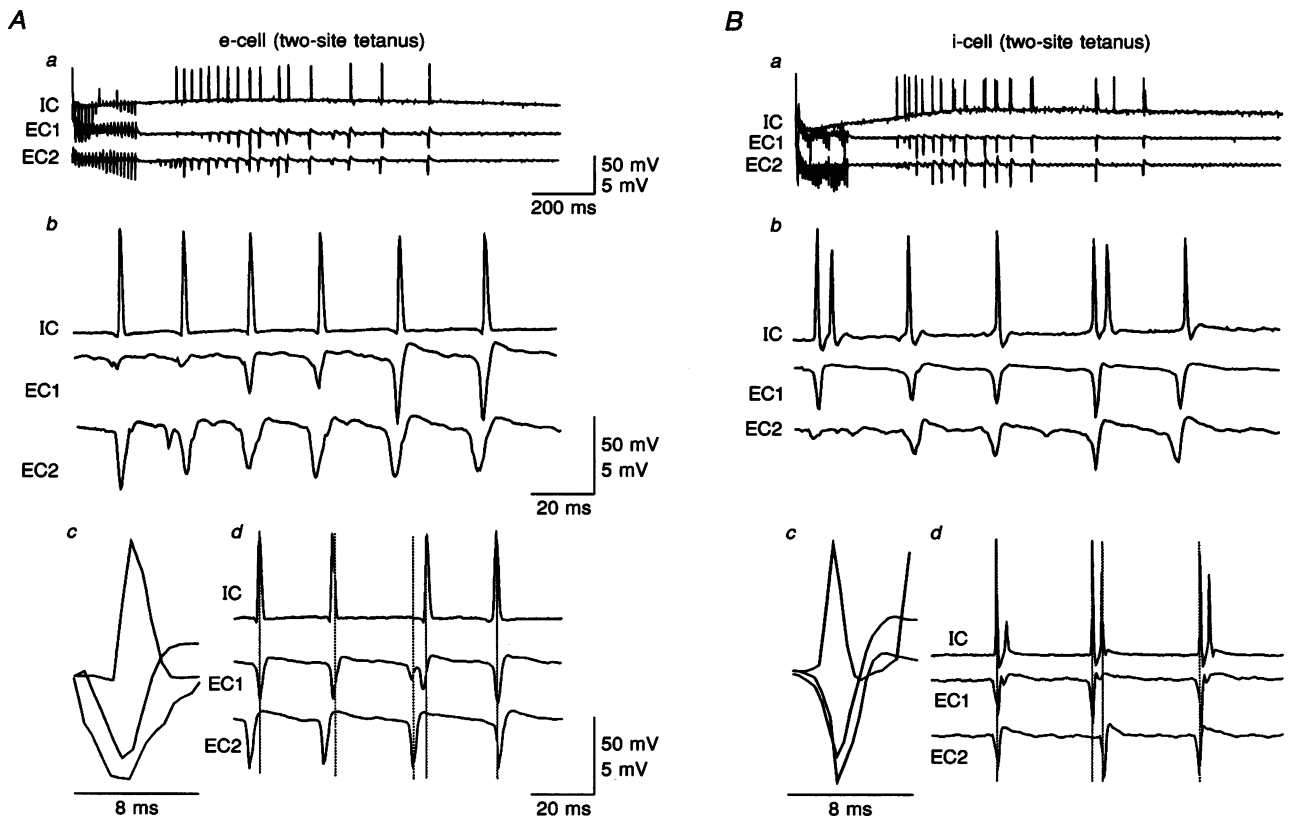 A
e-cell (two-site tetanus)
a
IC
EC1
EC2
50 mV
5 mV
200 ms
b
IC
EC1
EC2
50 mV
5 mV
20 ms
c
d
IC
EC1
EC2
50 mV
5 mV
8 ms
20 ms
B
i-cell (two-site tetanus)
a
IC
EC1
EC2
b
IC
EC1
EC2
c
d
IC
EC1
EC2
8 ms